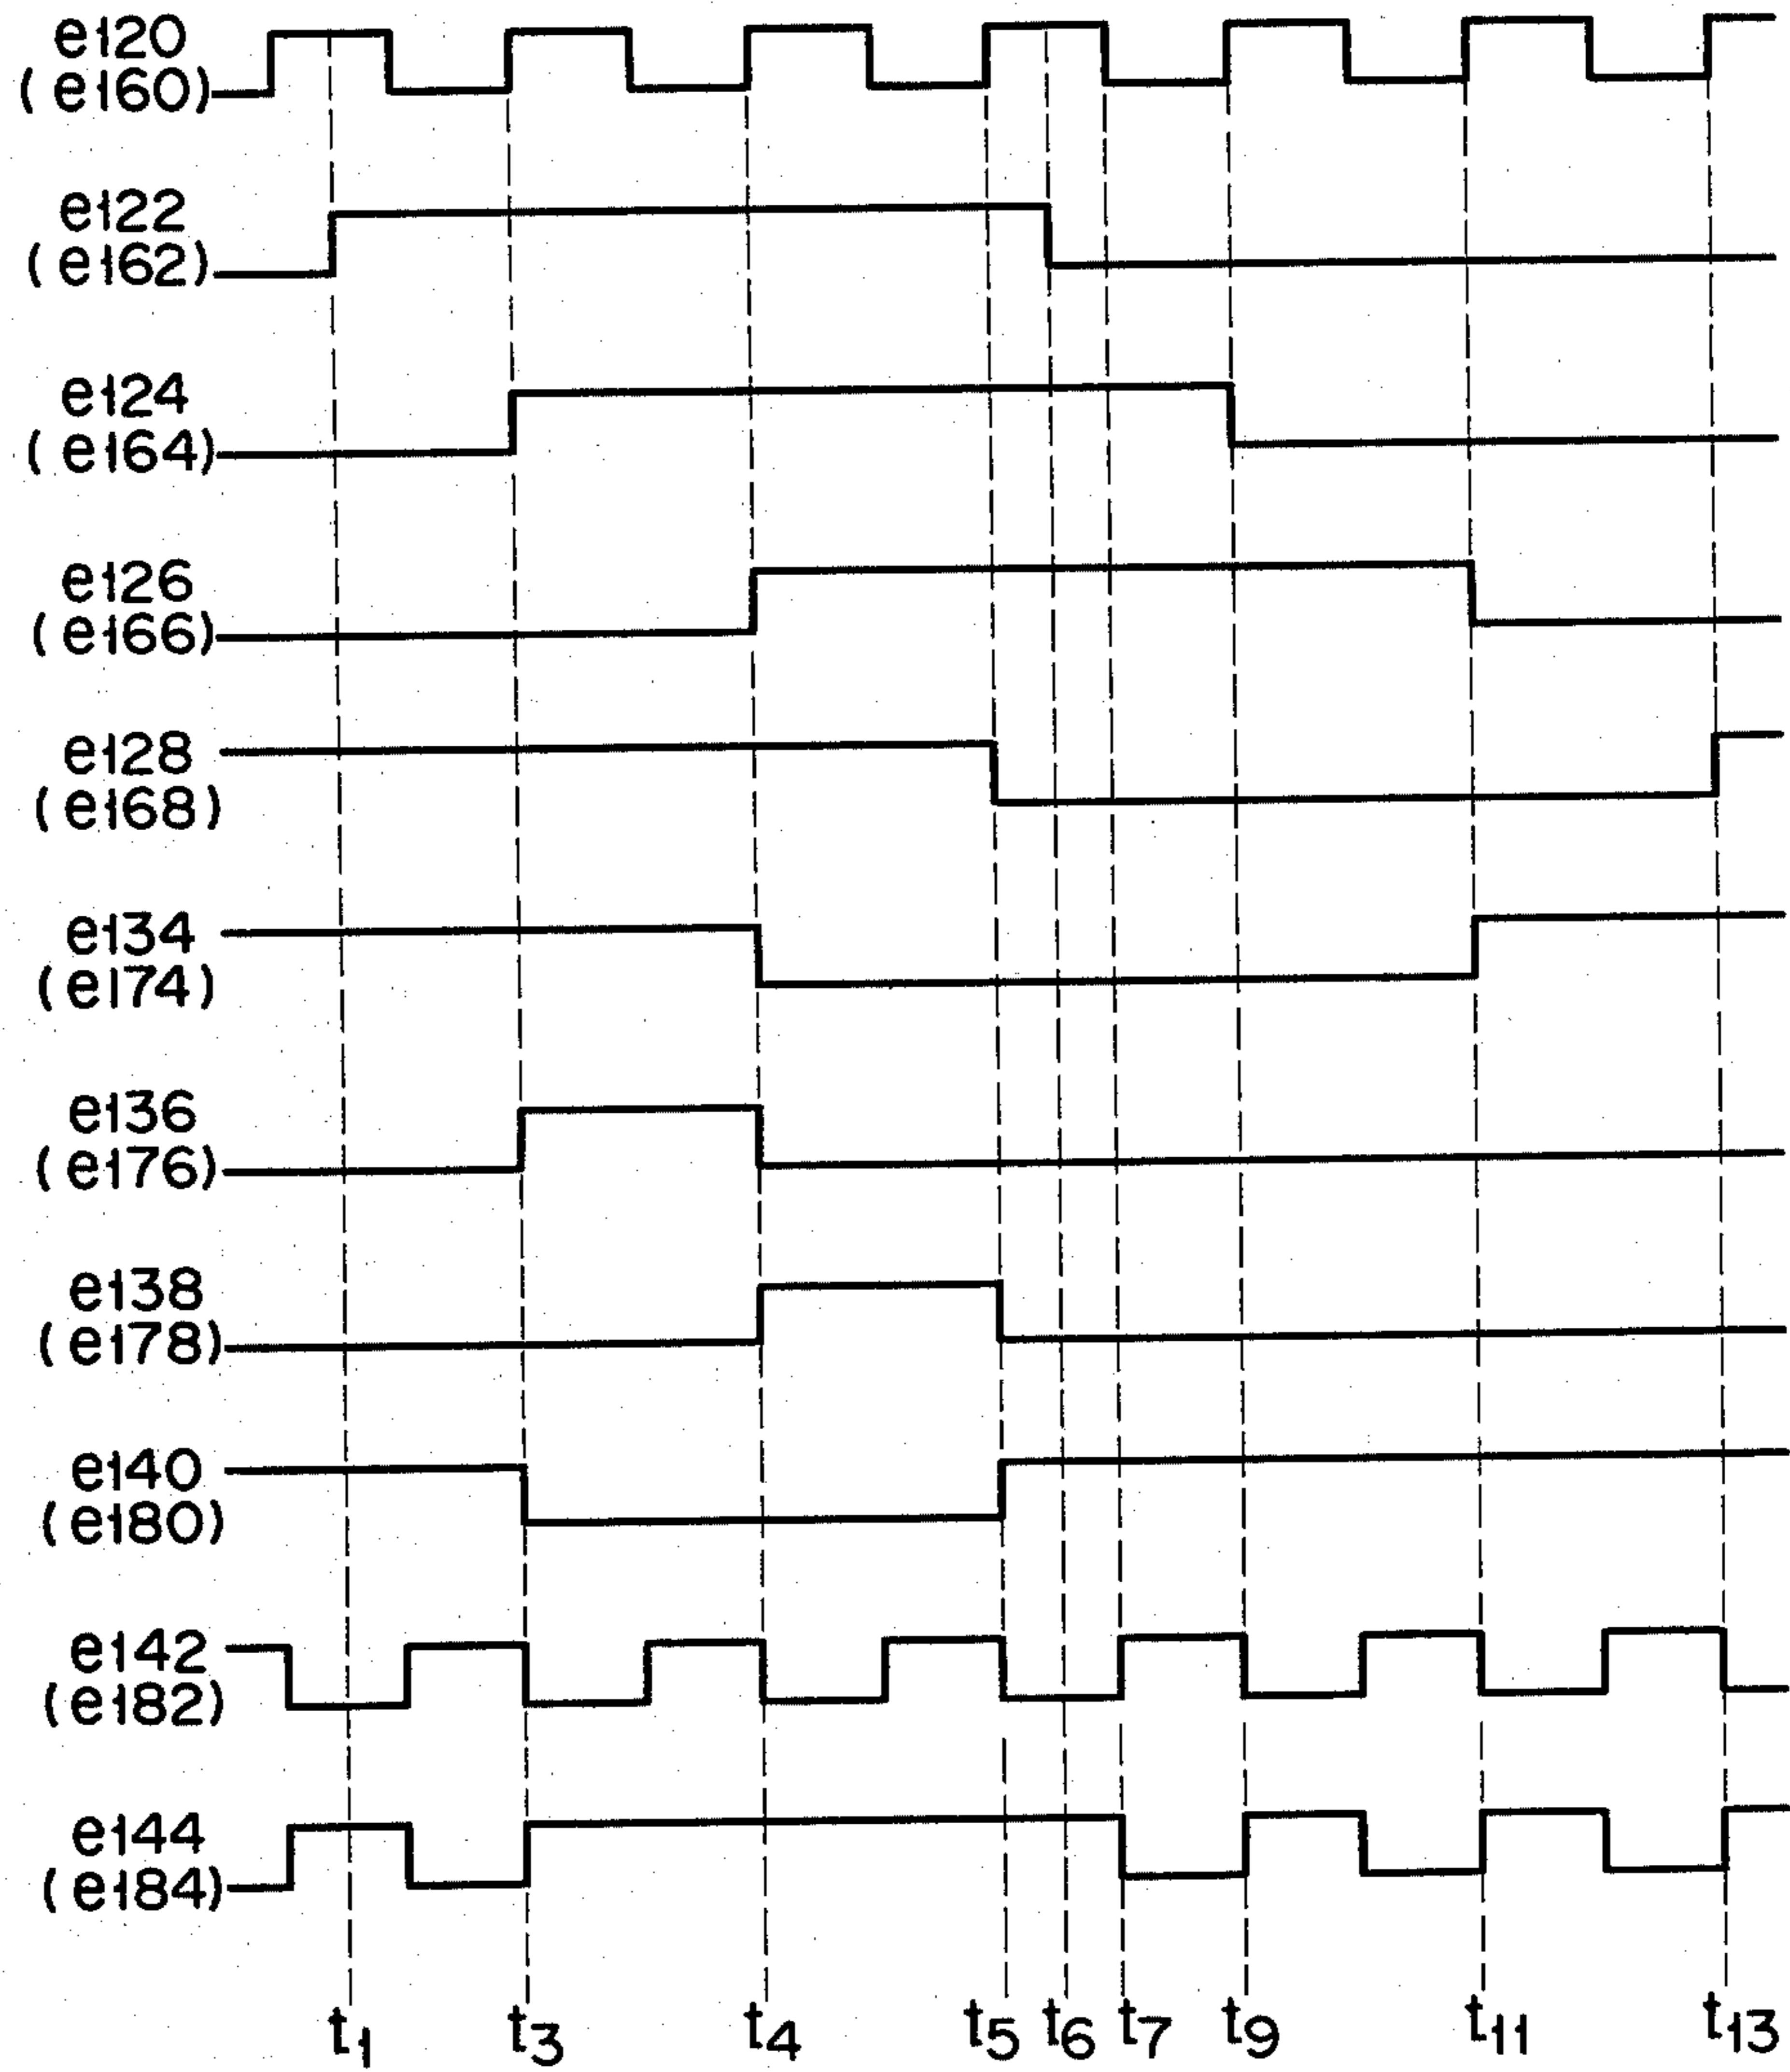 e120
(e160)
e122
(e162)
e124
(e164)
e126
(e166)
e128
(e168)
e134
(e174)
e136
(e176)
e138
(e178)
e140
(e180)
e142
(e182)
e144
(e184)
t1 t3 t4 t5 t6 t7 t9 t11 t13